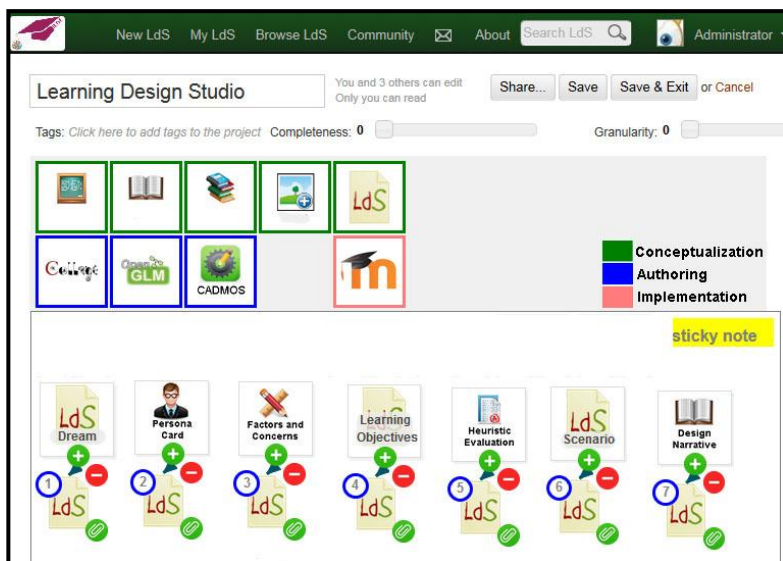 New LdS My LdS Browse LdS Community About Search LdS Administrator
Learning Design Studio
You and 3 others can edit
Only you can read
Share... Save Save & Exit or Cancel
Tags: Click here to add tags to the project Completeness: 0 Granularity: 0
LdS
Collage Open GLM CADMOS m
Conceptualization
Authoring
Implementation
sticky note
LdS Dream
Persona Card
Factors and Concerns
Learning Objectives
Heuristic Evaluation
LdS Scenario
Design Narrative
1 2 3 4 5 6 7
LdS LdS LdS LdS LdS LdS LdS